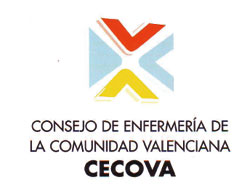 CONSEJO DE ENFERMERÍA DE
LA COMUNIDAD VALENCIANA
CECOVA